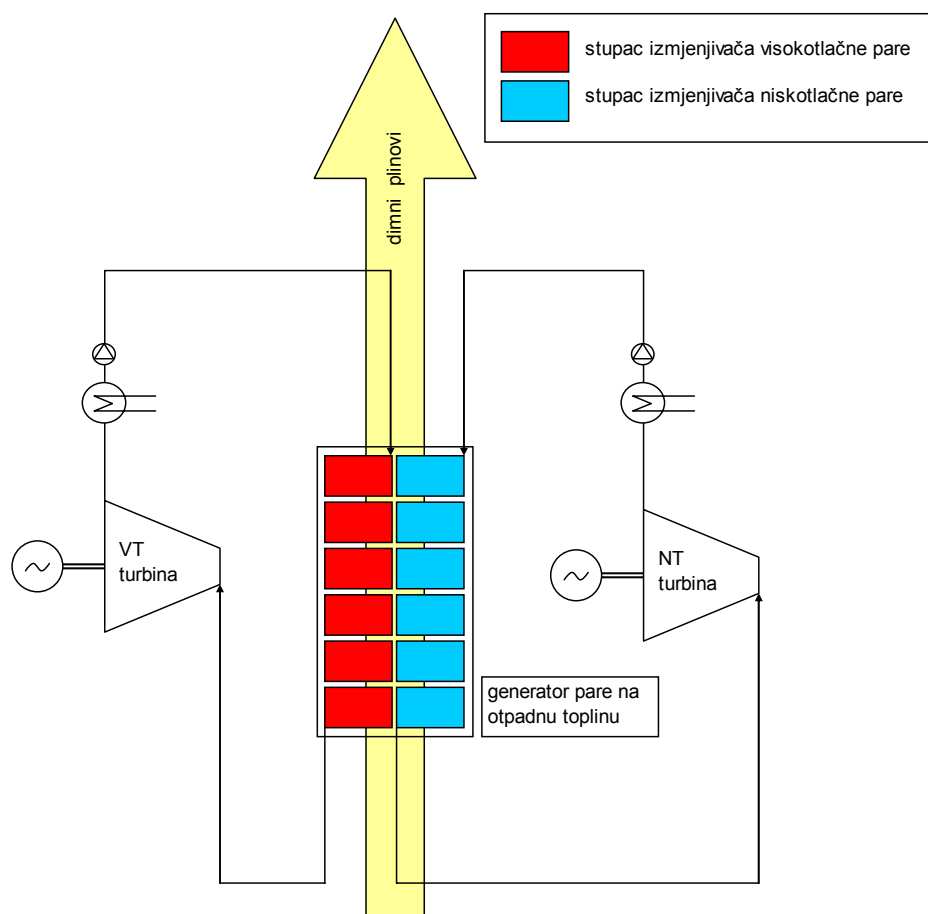 stupac izmjenjivača visokotlačne pare
stupac izmjenjivača niskotlačne pare
dimni plinovi
VT
turbina
NT
turbina
generator pare na
otpadnu toplinu